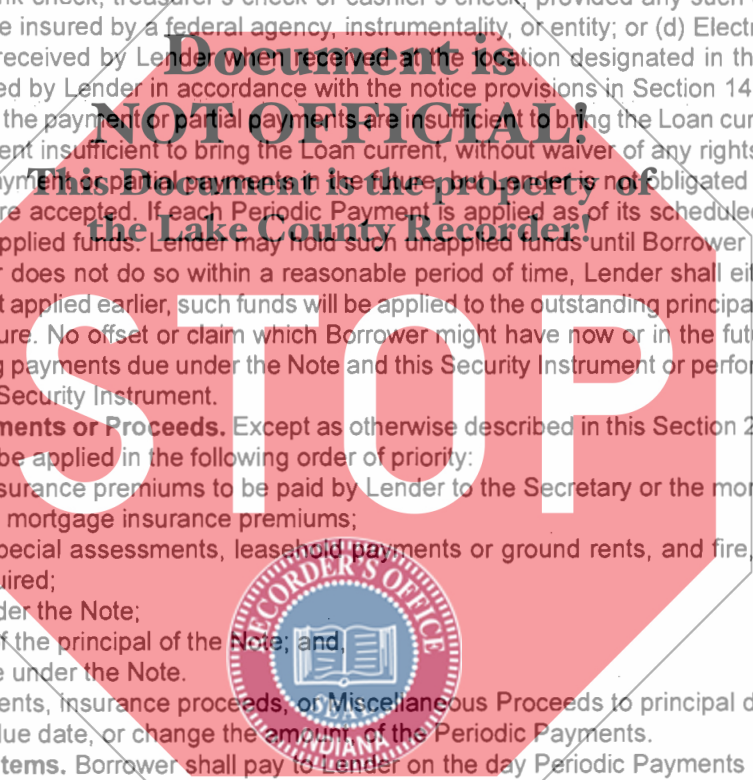 nk check, treasurer's check or cashier's check, provided any such
e insured by a federal agency, instrumentality, or entity; or (d) Elect
received by Lender when received at the location designated in th
ed by Lender in accordance with the notice provisions in Section 14
the payment or partial payments are insufficient to bring the Loan cur
ent insufficient to bring the Loan current, without waiver of any rights
ayment or partial payments in the future, but Lender is not obligated
re accepted. If each Periodic Payment is applied as of its schedule
pplied funds. Lender may hold such unapplied funds until Borrower
r does not do so within a reasonable period of time, Lender shall eit
t applied earlier, such funds will be applied to the outstanding principa
ure. No offset or claim which Borrower might have now or in the fut
g payments due under the Note and this Security Instrument or perfor
Security Instrument.
ments or Proceeds. Except as otherwise described in this Section 2
be applied in the following order of priority:
surance premiums to be paid by Lender to the Secretary or the mor
mortgage insurance premiums;
pecial assessments, leasehold payments or ground rents, and fire,
uired;
der the Note;
f the principal of the Note; and,
e under the Note.
ents, insurance proceeds, or Miscellaneous Proceeds to principal d
lue date, or change the amount, of the Periodic Payments.
tems. Borrower shall pay to Lender on the day Periodic Payments
Document is
NOT OFFICIAL!
This Document is the property of
the Lake County Recorder!
STOP
RECORDER'S OFFICE
SEAL
INDIANA